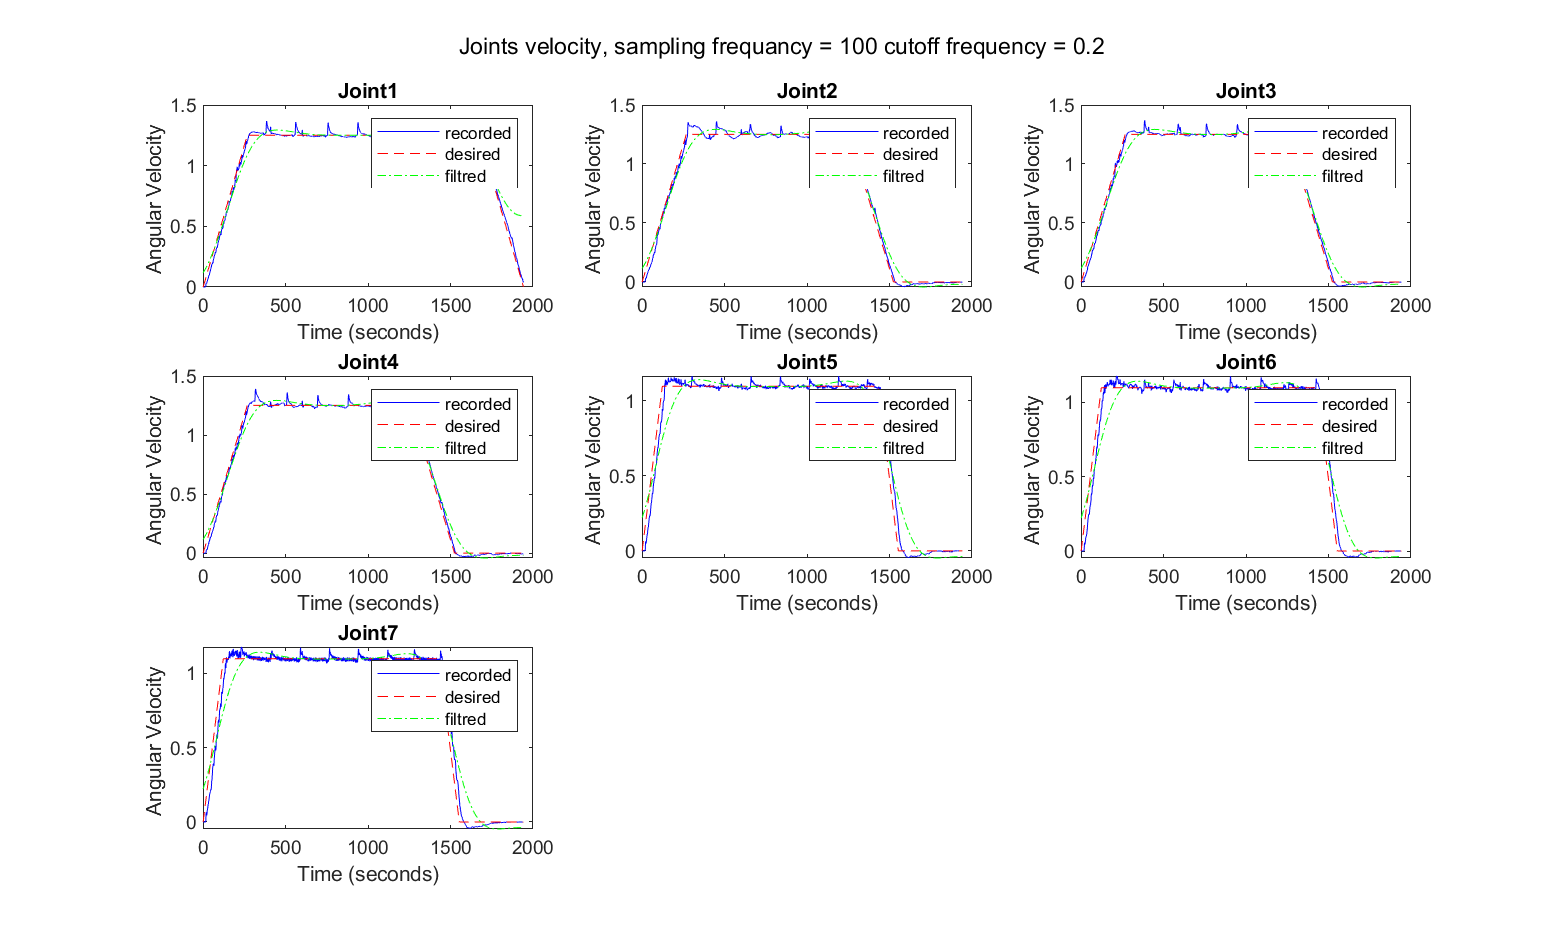 Joints velocity, sampling frequancy = 100 cutoff frequency = 0.2
Joint1
Angular Velocity
1.5
1
0.5
0
recorded
desired
filtred
0 500 1000 1500 2000
Time (seconds)
Joint2
Angular Velocity
1.5
1
0.5
0
recorded
desired
filtred
0 500 1000 1500 2000
Time (seconds)
Joint3
Angular Velocity
1.5
1
0.5
0
recorded
desired
filtred
0 500 1000 1500 2000
Time (seconds)
Joint4
Angular Velocity
1.5
1
0.5
0
recorded
desired
filtred
0 500 1000 1500 2000
Time (seconds)
Joint5
Angular Velocity
1
0.5
0
recorded
desired
filtred
0 500 1000 1500 2000
Time (seconds)
Joint6
Angular Velocity
1
0.5
0
recorded
desired
filtred
0 500 1000 1500 2000
Time (seconds)
Joint7
Angular Velocity
1
0.5
0
recorded
desired
filtred
0 500 1000 1500 2000
Time (seconds)